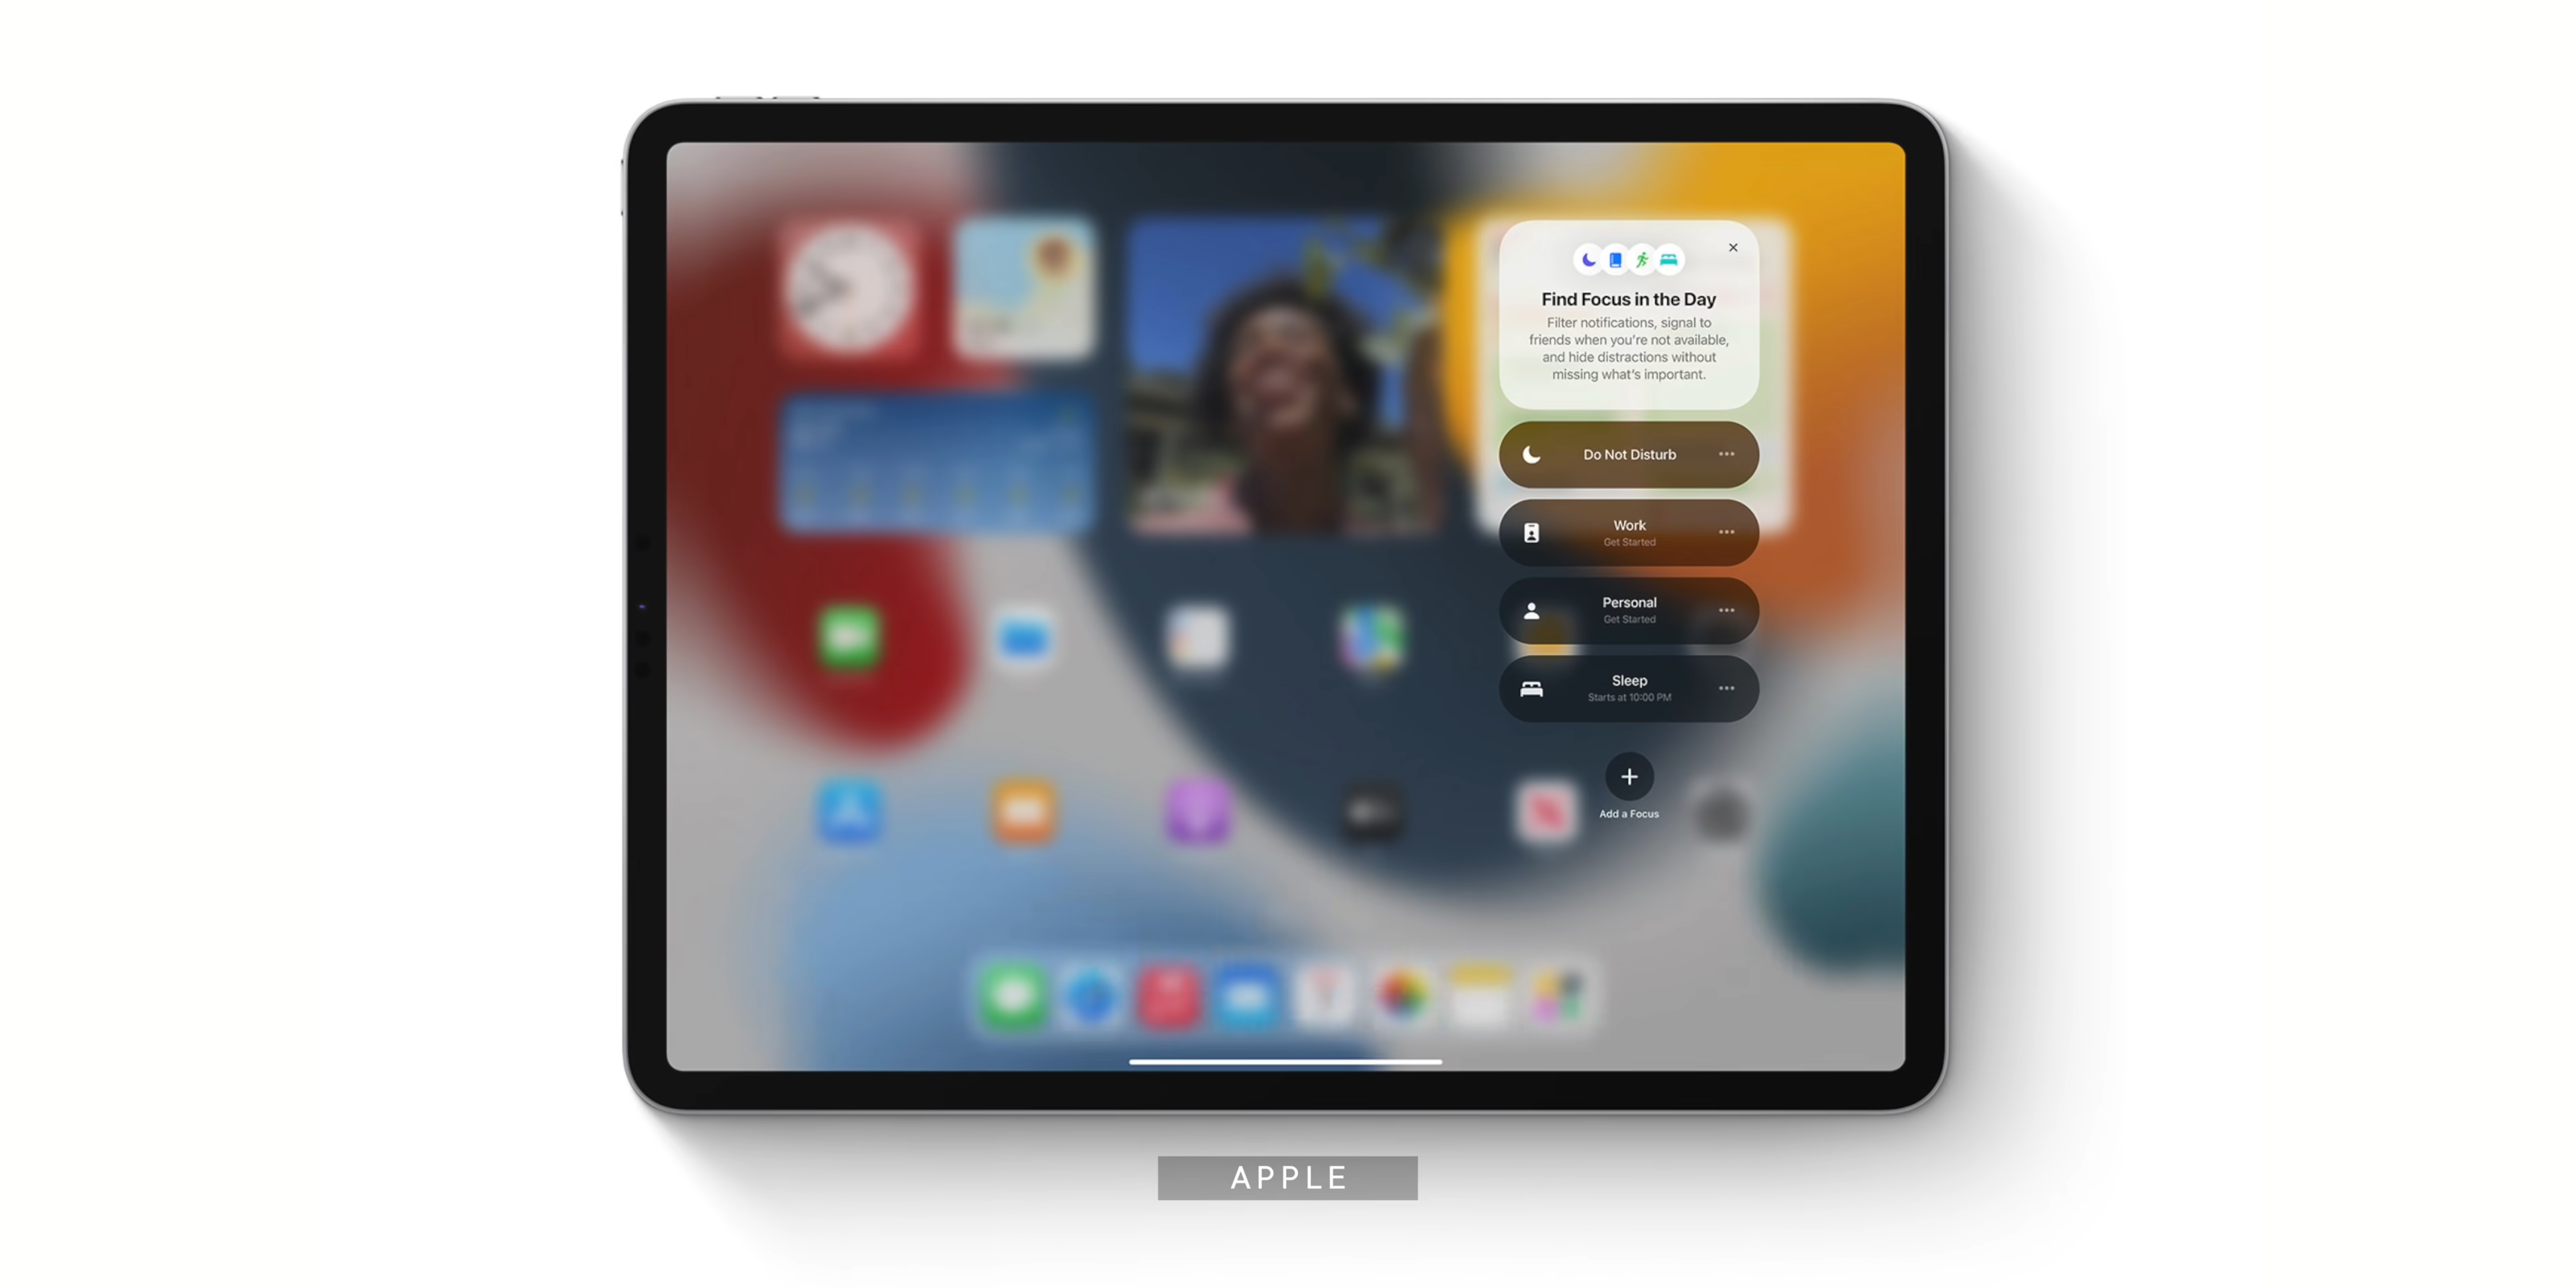 Find Focus in the Day
Filter notifications, signal to
friends when you're not available,
and hide distractions without
missing what's important.
Do Not Disturb
Work
Get Started
Personal
Get Started
Sleep
Starts at 10:00 PM
Add a Focus
APPLE